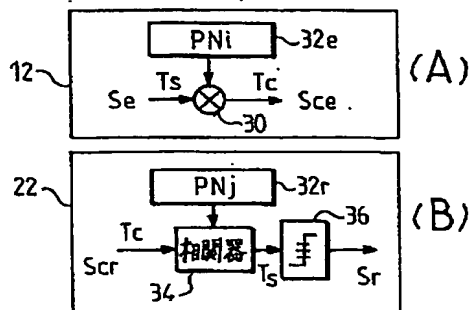 PNi
32e
(A)
12
Ts
Tc
Se
Sce
30
PNj
32r
22
36
(B)
Tc
相関器
Scr
Ts
Sr
34